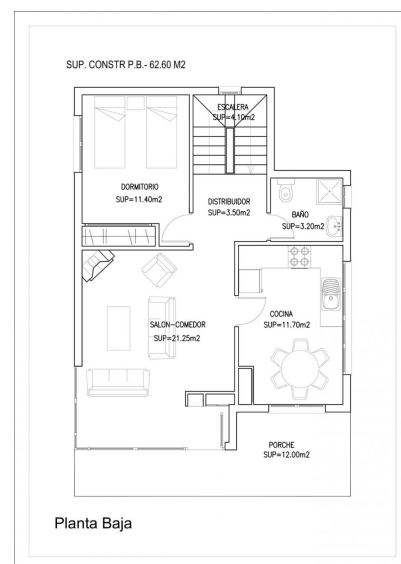 SUP. CONSTR P.B.- 62.60 M2
ESCALERA
SUP=4.10m2
DORMITORIO
SUP=11.40m2
DISTRIBUIDOR
SUP=3.50m2
BAÑO
SUP=3.20m2
SALON-COMEDOR
SUP=21.25m2
COCINA
SUP=11.70m2
PORCHE
SUP=12.00m2
Planta Baja